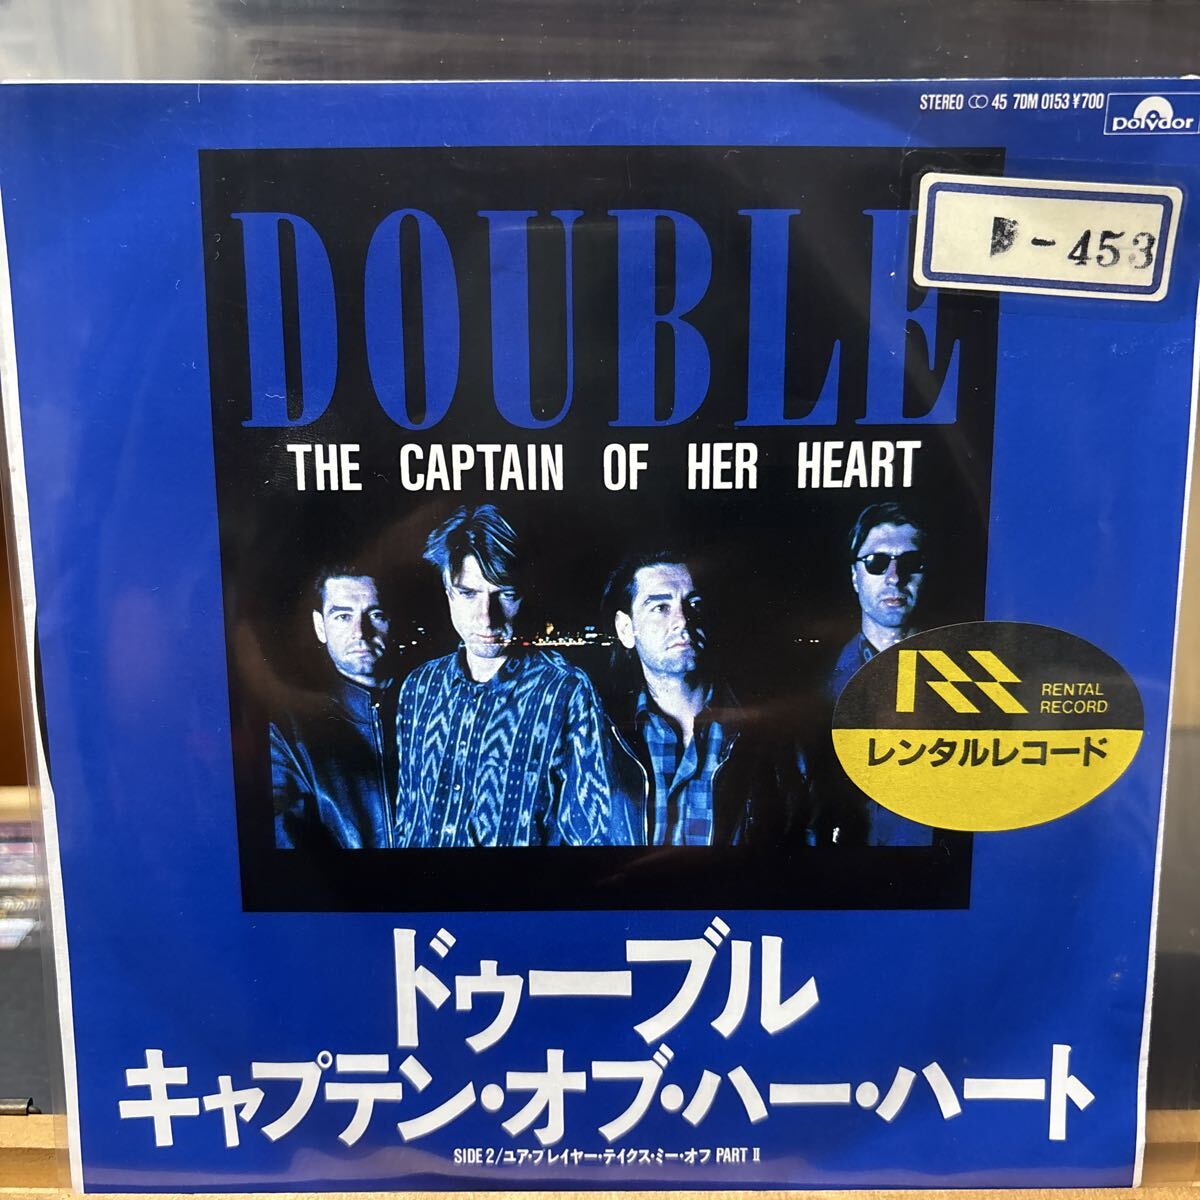 STEREO 45 7DM 0153 ¥700
polydor
- 453
DOUBLE
THE CAPTAIN OF HER HEART
RENTAL
RECORD
レンタルレコード
ドゥーブル
キャプテン・オブ・ハー・ハート
SIDE 2/ユア・プレイヤー・テイクス・ミー・オフ PART II